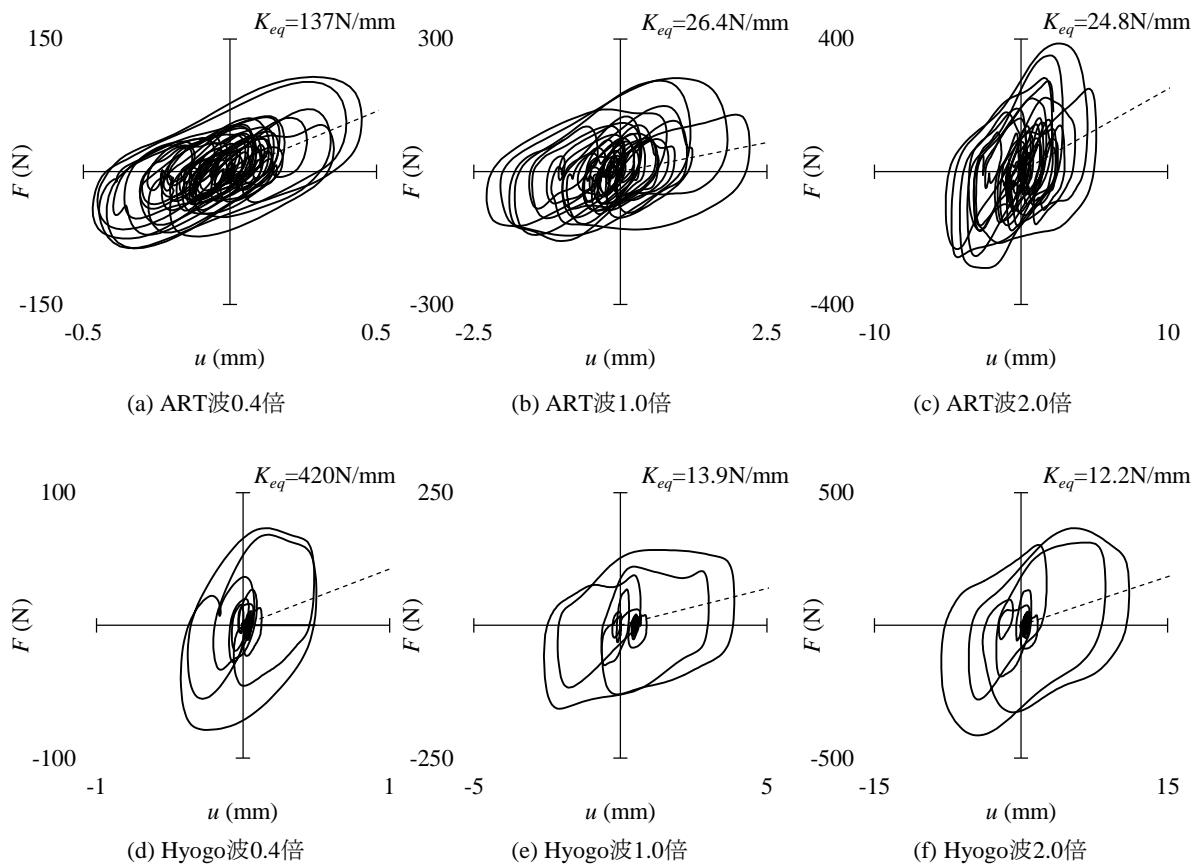 K_eq=137N/mm
150
F (N)
-150
-0.5
0.5
u (mm)
(a) ART波0.4倍
K_eq=26.4N/mm
300
F (N)
-300
-2.5
2.5
u (mm)
(b) ART波1.0倍
K_eq=24.8N/mm
400
F (N)
-400
-10
10
u (mm)
(c) ART波2.0倍
K_eq=420N/mm
100
F (N)
-100
-1
1
u (mm)
(d) Hyogo波0.4倍
K_eq=13.9N/mm
250
F (N)
-250
-5
5
u (mm)
(e) Hyogo波1.0倍
K_eq=12.2N/mm
500
F (N)
-500
-15
15
u (mm)
(f) Hyogo波2.0倍